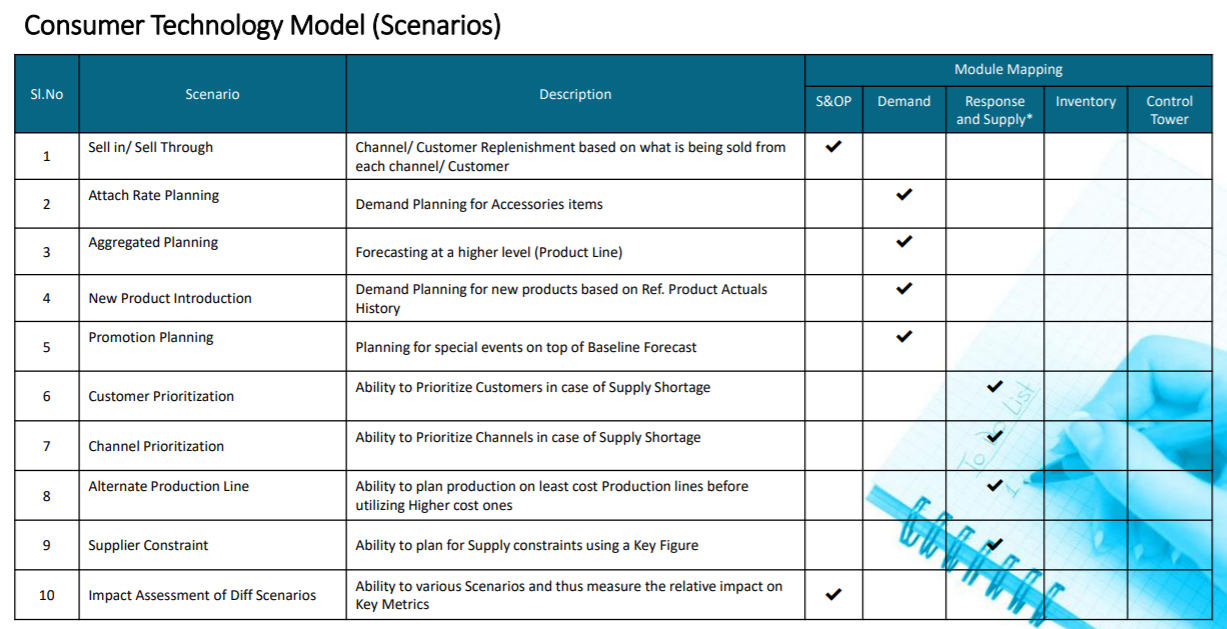 Consumer Technology Model (Scenarios)
Sl.No Scenario Description Module Mapping
S&OP Demand Response and Supply* Inventory Control Tower
1 Sell in/ Sell Through Channel/ Customer Replenishment based on what is being sold from
each channel/ Customer ✔
2 Attach Rate Planning Demand Planning for Accessories items ✔
3 Aggregated Planning Forecasting at a higher level (Product Line) ✔
4 New Product Introduction Demand Planning for new products based on Ref. Product Actuals
History ✔
5 Promotion Planning Planning for special events on top of Baseline Forecast ✔
6 Customer Prioritization Ability to Prioritize Customers in case of Supply Shortage ✔
7 Channel Prioritization Ability to Prioritize Channels in case of Supply Shortage ✔
8 Alternate Production Line Ability to plan production on least cost Production lines before
utilizing Higher cost ones ✔
9 Supplier Constraint Ability to plan for Supply constraints using a Key Figure ✔
10 Impact Assessment of Diff Scenarios Ability to various Scenarios and thus measure the relative impact on
Key Metrics ✔
To Do List
1